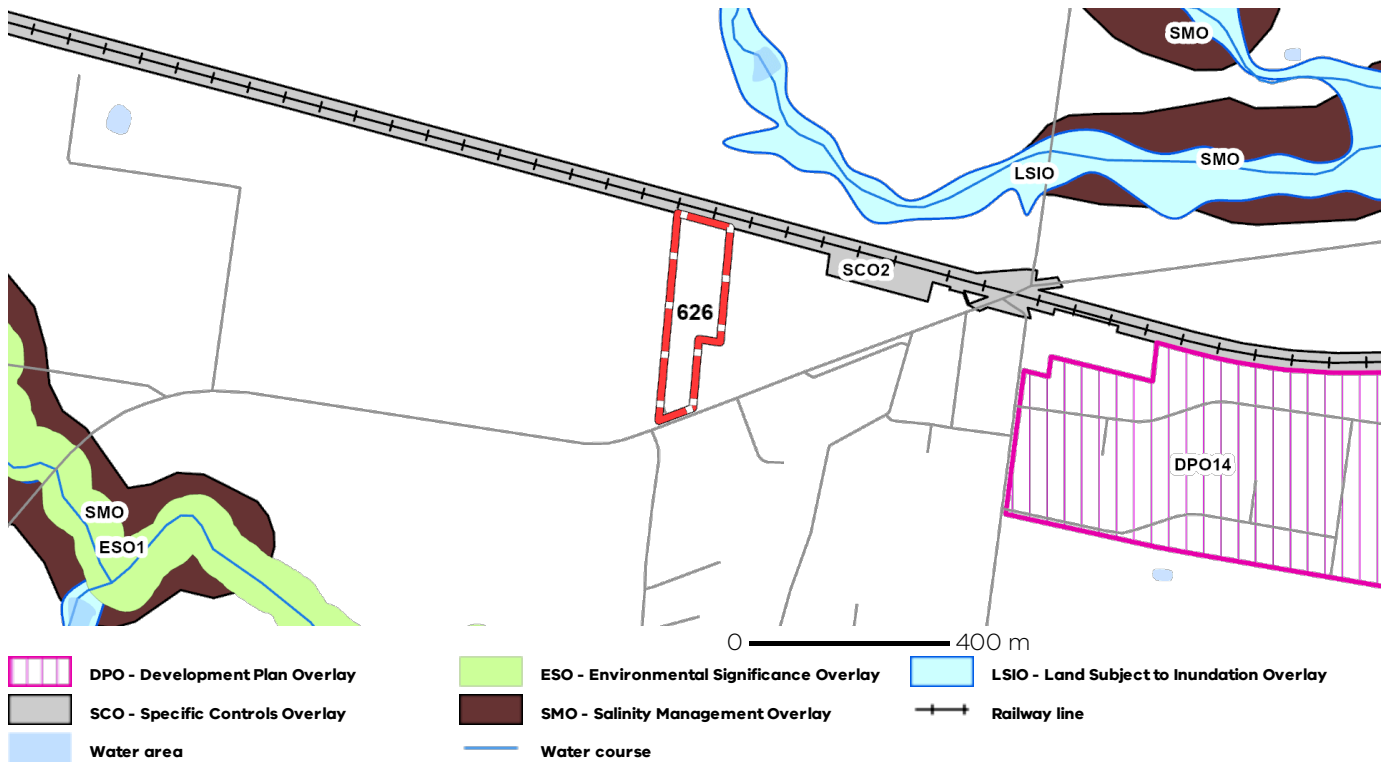 SMO
SMO
LSIO
SCO2
626
DPO14
SMO
ESO1
0 400 m
DPO - Development Plan Overlay
ESO - Environmental Significance Overlay
LSIO - Land Subject to Inundation Overlay
SCO - Specific Controls Overlay
SMO - Salinity Management Overlay
Railway line
Water area
Water course